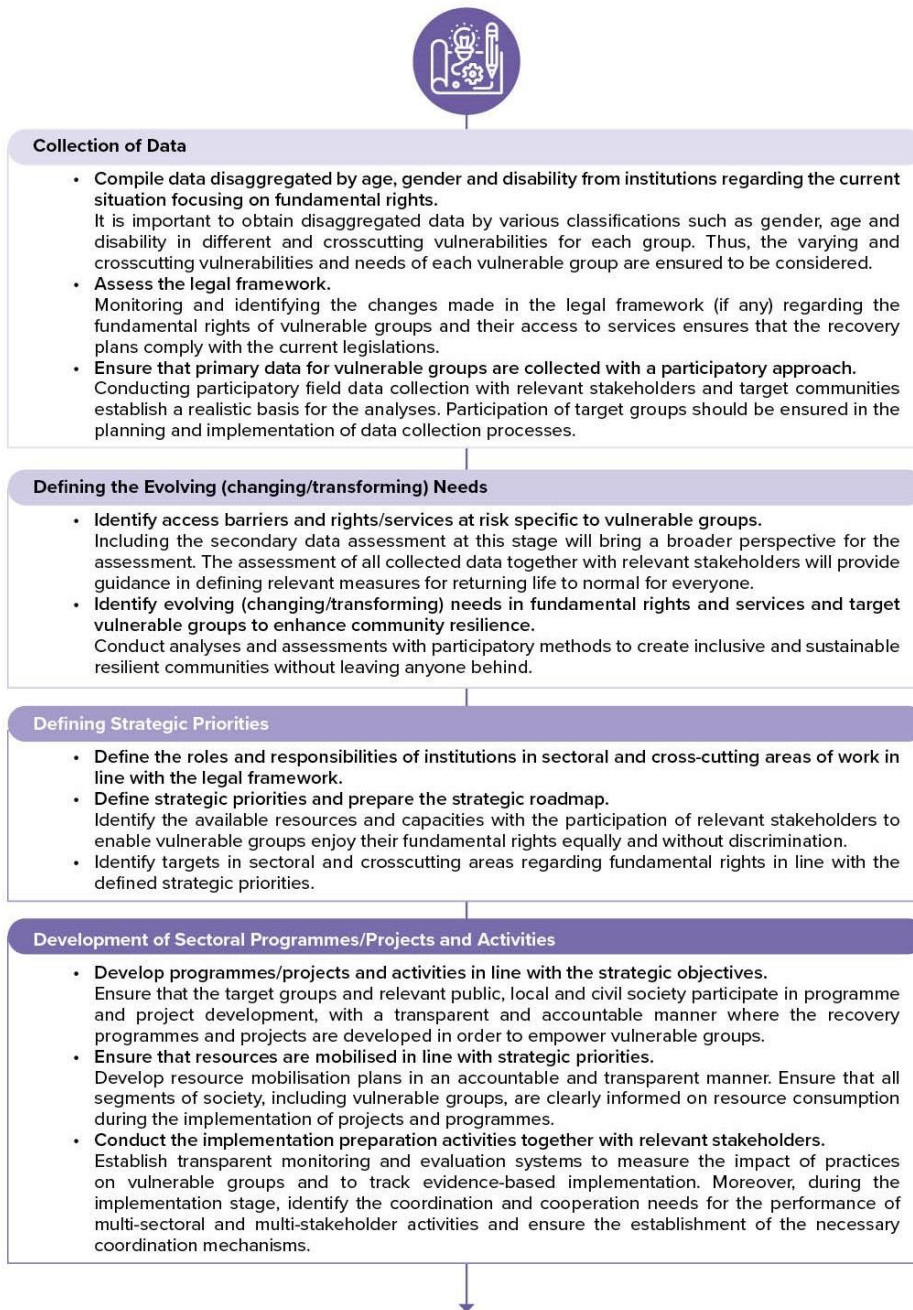 Collection of Data
• Compile data disaggregated by age, gender and disability from institutions regarding the current
situation focusing on fundamental rights.
It is important to obtain disaggregated data by various classifications such as gender, age and
disability in different and crosscutting vulnerabilities for each group. Thus, the varying and
crosscutting vulnerabilities and needs of each vulnerable group are ensured to be considered.
• Assess the legal framework.
Monitoring and identifying the changes made in the legal framework (if any) regarding the
fundamental rights of vulnerable groups and their access to services ensures that the recovery
plans comply with the current legislations.
• Ensure that primary data for vulnerable groups are collected with a participatory approach.
Conducting participatory field data collection with relevant stakeholders and target communities
establish a realistic basis for the analyses. Participation of target groups should be ensured in the
planning and implementation of data collection processes.
Defining the Evolving (changing/transforming) Needs
• Identify access barriers and rights/services at risk specific to vulnerable groups.
Including the secondary data assessment at this stage will bring a broader perspective for the
assessment. The assessment of all collected data together with relevant stakeholders will provide
guidance in defining relevant measures for returning life to normal for everyone.
• Identify evolving (changing/transforming) needs in fundamental rights and services and target
vulnerable groups to enhance community resilience.
Conduct analyses and assessments with participatory methods to create inclusive and sustainable
resilient communities without leaving anyone behind.
Defining Strategic Priorities
• Define the roles and responsibilities of institutions in sectoral and cross-cutting areas of work in
line with the legal framework.
• Define strategic priorities and prepare the strategic roadmap.
Identify the available resources and capacities with the participation of relevant stakeholders to
enable vulnerable groups enjoy their fundamental rights equally and without discrimination.
• Identify targets in sectoral and crosscutting areas regarding fundamental rights in line with the
defined strategic priorities.
Development of Sectoral Programmes/Projects and Activities
• Develop programmes/projects and activities in line with the strategic objectives.
Ensure that the target groups and relevant public, local and civil society participate in programme
and project development, with a transparent and accountable manner where the recovery
programmes and projects are developed in order to empower vulnerable groups.
• Ensure that resources are mobilised in line with strategic priorities.
Develop resource mobilisation plans in an accountable and transparent manner. Ensure that all
segments of society, including vulnerable groups, are clearly informed on resource consumption
during the implementation of projects and programmes.
• Conduct the implementation preparation activities together with relevant stakeholders.
Establish transparent monitoring and evaluation systems to measure the impact of practices
on vulnerable groups and to track evidence-based implementation. Moreover, during the
implementation stage, identify the coordination and cooperation needs for the performance of
multi-sectoral and multi-stakeholder activities and ensure the establishment of the necessary
coordination mechanisms.